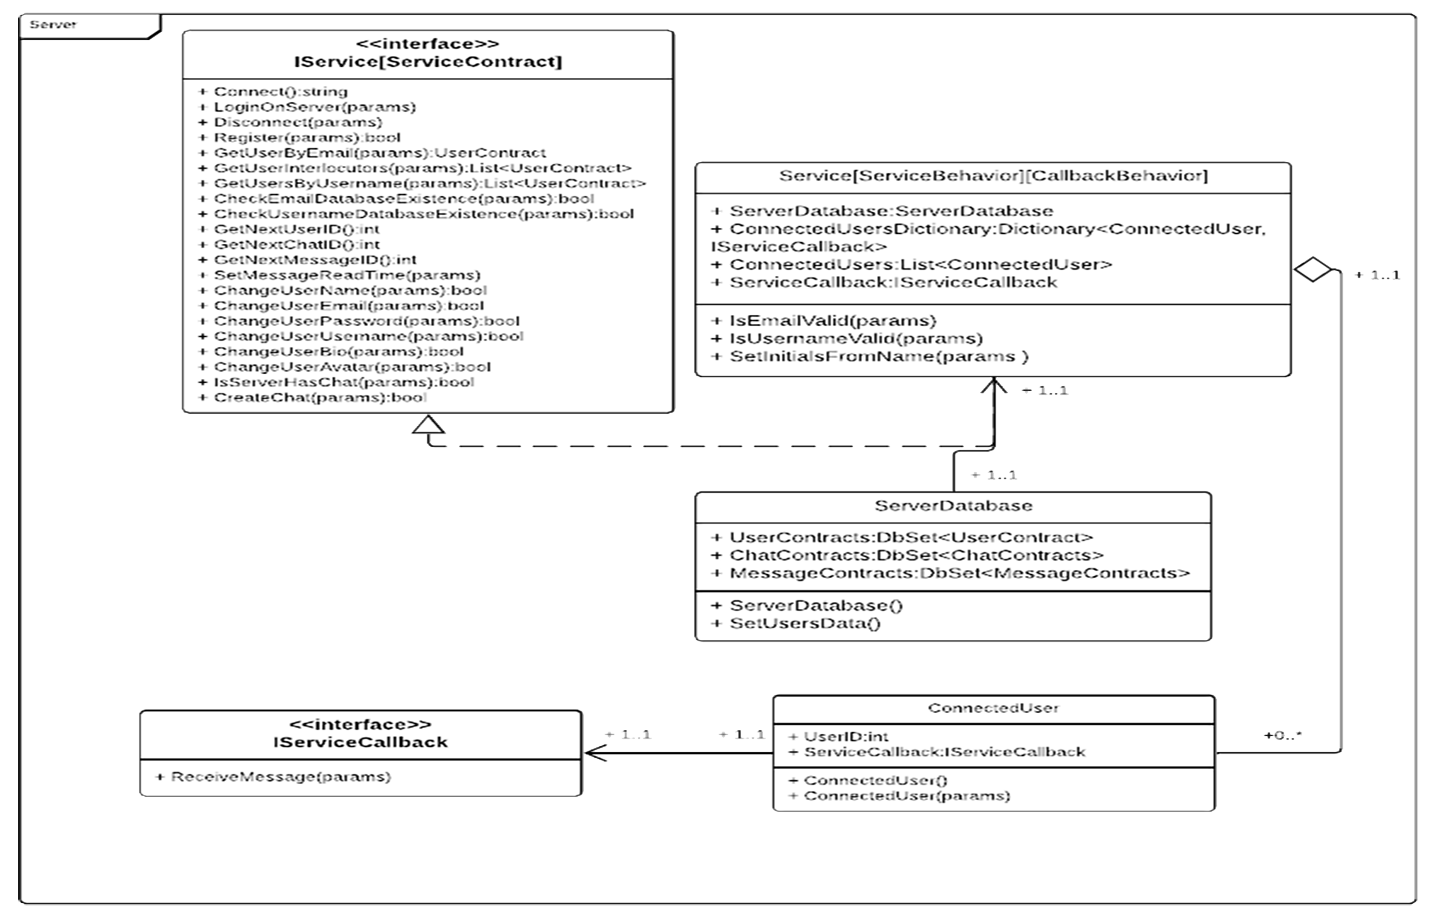 Server
<<interface>>
IService[ServiceContract]
+ Connect():string
+ LoginOnServer(params)
+ Disconnect(params)
+ Register(params):bool
+ GetUserByEmail(params):UserContract
+ GetUserInterlocutors(params):List<UserContract>
+ GetUsersByUsername(params):List<UserContract>
+ CheckEmailDatabaseExistence(params):bool
+ CheckUsernameDatabaseExistence(params):bool
+ GetNextUserID():int
+ GetNextChatID():int
+ GetNextMessageID():int
+ SetMessageReadTime(params)
+ ChangeUserName(params):bool
+ ChangeUserEmail(params):bool
+ ChangeUserPassword(params):bool
+ ChangeUserUsername(params):bool
+ ChangeUserBio(params):bool
+ ChangeUserAvatar(params):bool
+ IsServerHasChat(params):bool
+ CreateChat(params):bool
Service[ServiceBehavior][CallbackBehavior]
+ ServerDatabase:ServerDatabase
+ ConnectedUsersDictionary:Dictionary<ConnectedUser,
IServiceCallback>
+ ConnectedUsers:List<ConnectedUser>
+ ServiceCallback:IServiceCallback
+ IsEmailValid(params)
+ IsUsernameValid(params)
+ SetInitialsFromName(params )
+ 1..1
+ 1..1
+ 1..1
ServerDatabase
+ UserContracts:DbSet<UserContract>
+ ChatContracts:DbSet<ChatContracts>
+ MessageContracts:DbSet<MessageContracts>
+ ServerDatabase()
+ SetUsersData()
<<interface>>
IServiceCallback
+ ReceiveMessage(params)
+ 1..1
+ 1..1
ConnectedUser
+ UserID:int
+ ServiceCallback:IServiceCallback
+ ConnectedUser()
+ ConnectedUser(params)
+0..*